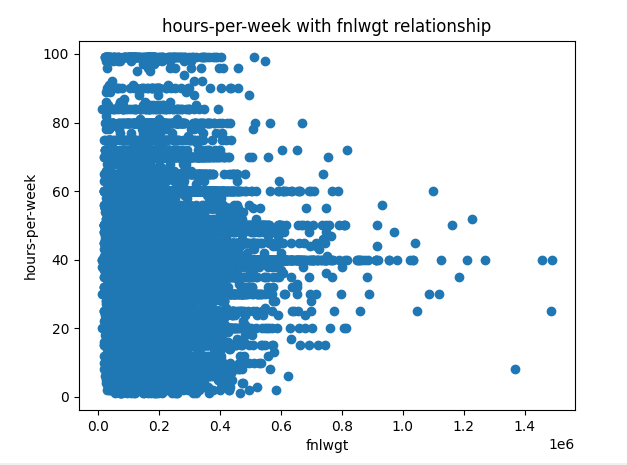 hours-per-week with fnlwgt relationship
100
80
60
40
20
0
hours-per-week
0.0 0.2 0.4 0.6 0.8 1.0 1.2 1.4
1e6
fnlwgt